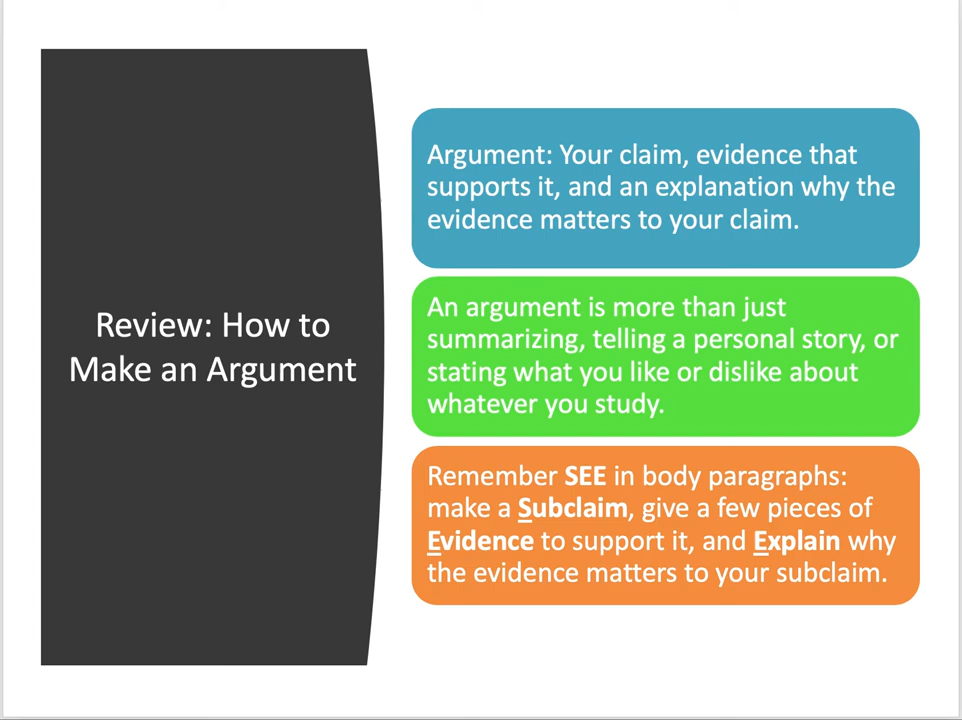 Review: How to
Make an Argument
Argument: Your claim, evidence that
supports it, and an explanation why the
evidence matters to your claim.
An argument is more than just
summarizing, telling a personal story, or
stating what you like or dislike about
whatever you study.
Remember SEE in body paragraphs:
make a Subclaim, give a few pieces of
Evidence to support it, and Explain why
the evidence matters to your subclaim.